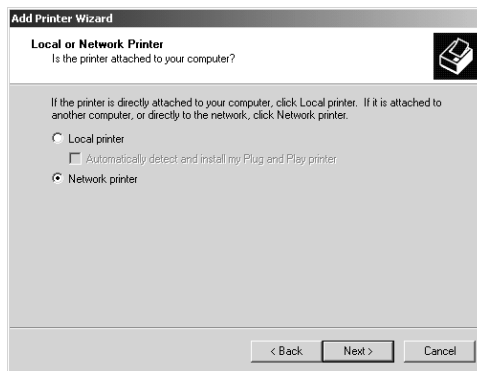 Add Printer Wizard
Local or Network Printer
Is the printer attached to your computer?
If the printer is directly attached to your computer, click Local printer. If it is attached to
another computer, or directly to the network, click Network printer.
Local printer
Automatically detect and install my Plug and Play printer
Network printer
< Back
Next >
Cancel